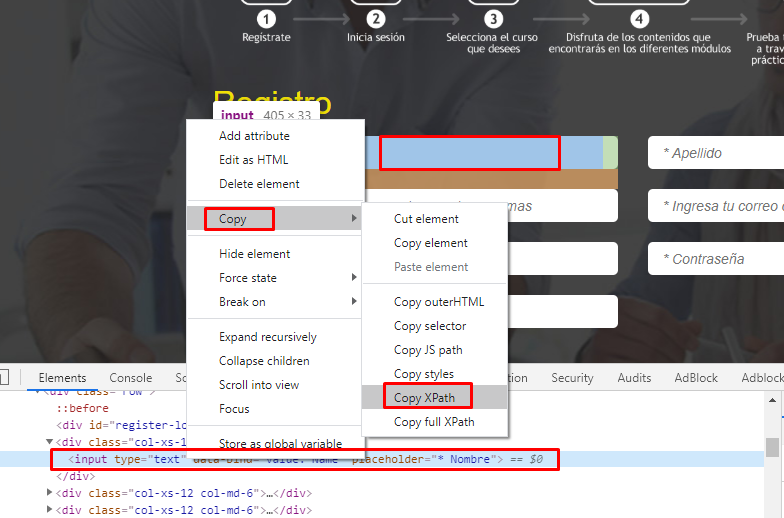 1 2 3 4
Regístrate Inicia sesión Selecciona el curso Disfruta de los contenidos que Prueba
que desees encontrarás en los diferentes módulos a trav
práctic
Registro
input 405 × 33
Add attribute
* Apellido
Edit as HTML
Delete element
mas * Ingresa tu correo
Copy Cut element
Copy element
Hide element
Paste element * Contraseña
Force state
Break on Copy outerHTML
Copy selector
Expand recursively
Copy JS path
Collapse children
Copy styles
Scroll into view
Copy XPath
Focus
Copy full XPath
Store as global variable
Elements Console So tion Security Audits AdBlock Adblock
<div class="row">
::before
<div id="register-lo
<div class="col-xs-1
<input type="text" data-bind="value: Name" placeholder="* Nombre"> == $0
</div>
<div class="col-xs-12 col-md-6">…</div>
<div class="col-xs-12 col-md-6">…</div>